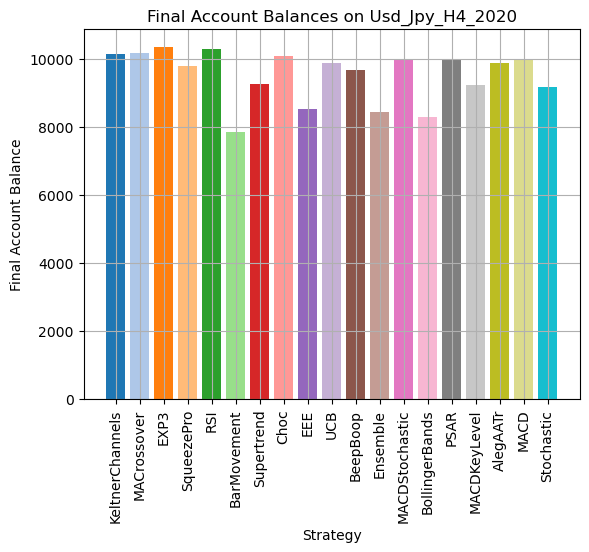 Final Account Balances on Usd_Jpy_H4_2020
Final Account Balance
10000
8000
6000
4000
2000
0
KeltnerChannels
MACrossover
EXP3
SqueezePro
RSI
BarMovement
Supertrend
Choc
EEE
UCB
BeepBoop
Ensemble
MACDStochastic
BollingerBands
PSAR
MACDKeyLevel
AlegAATr
MACD
Stochastic
Strategy